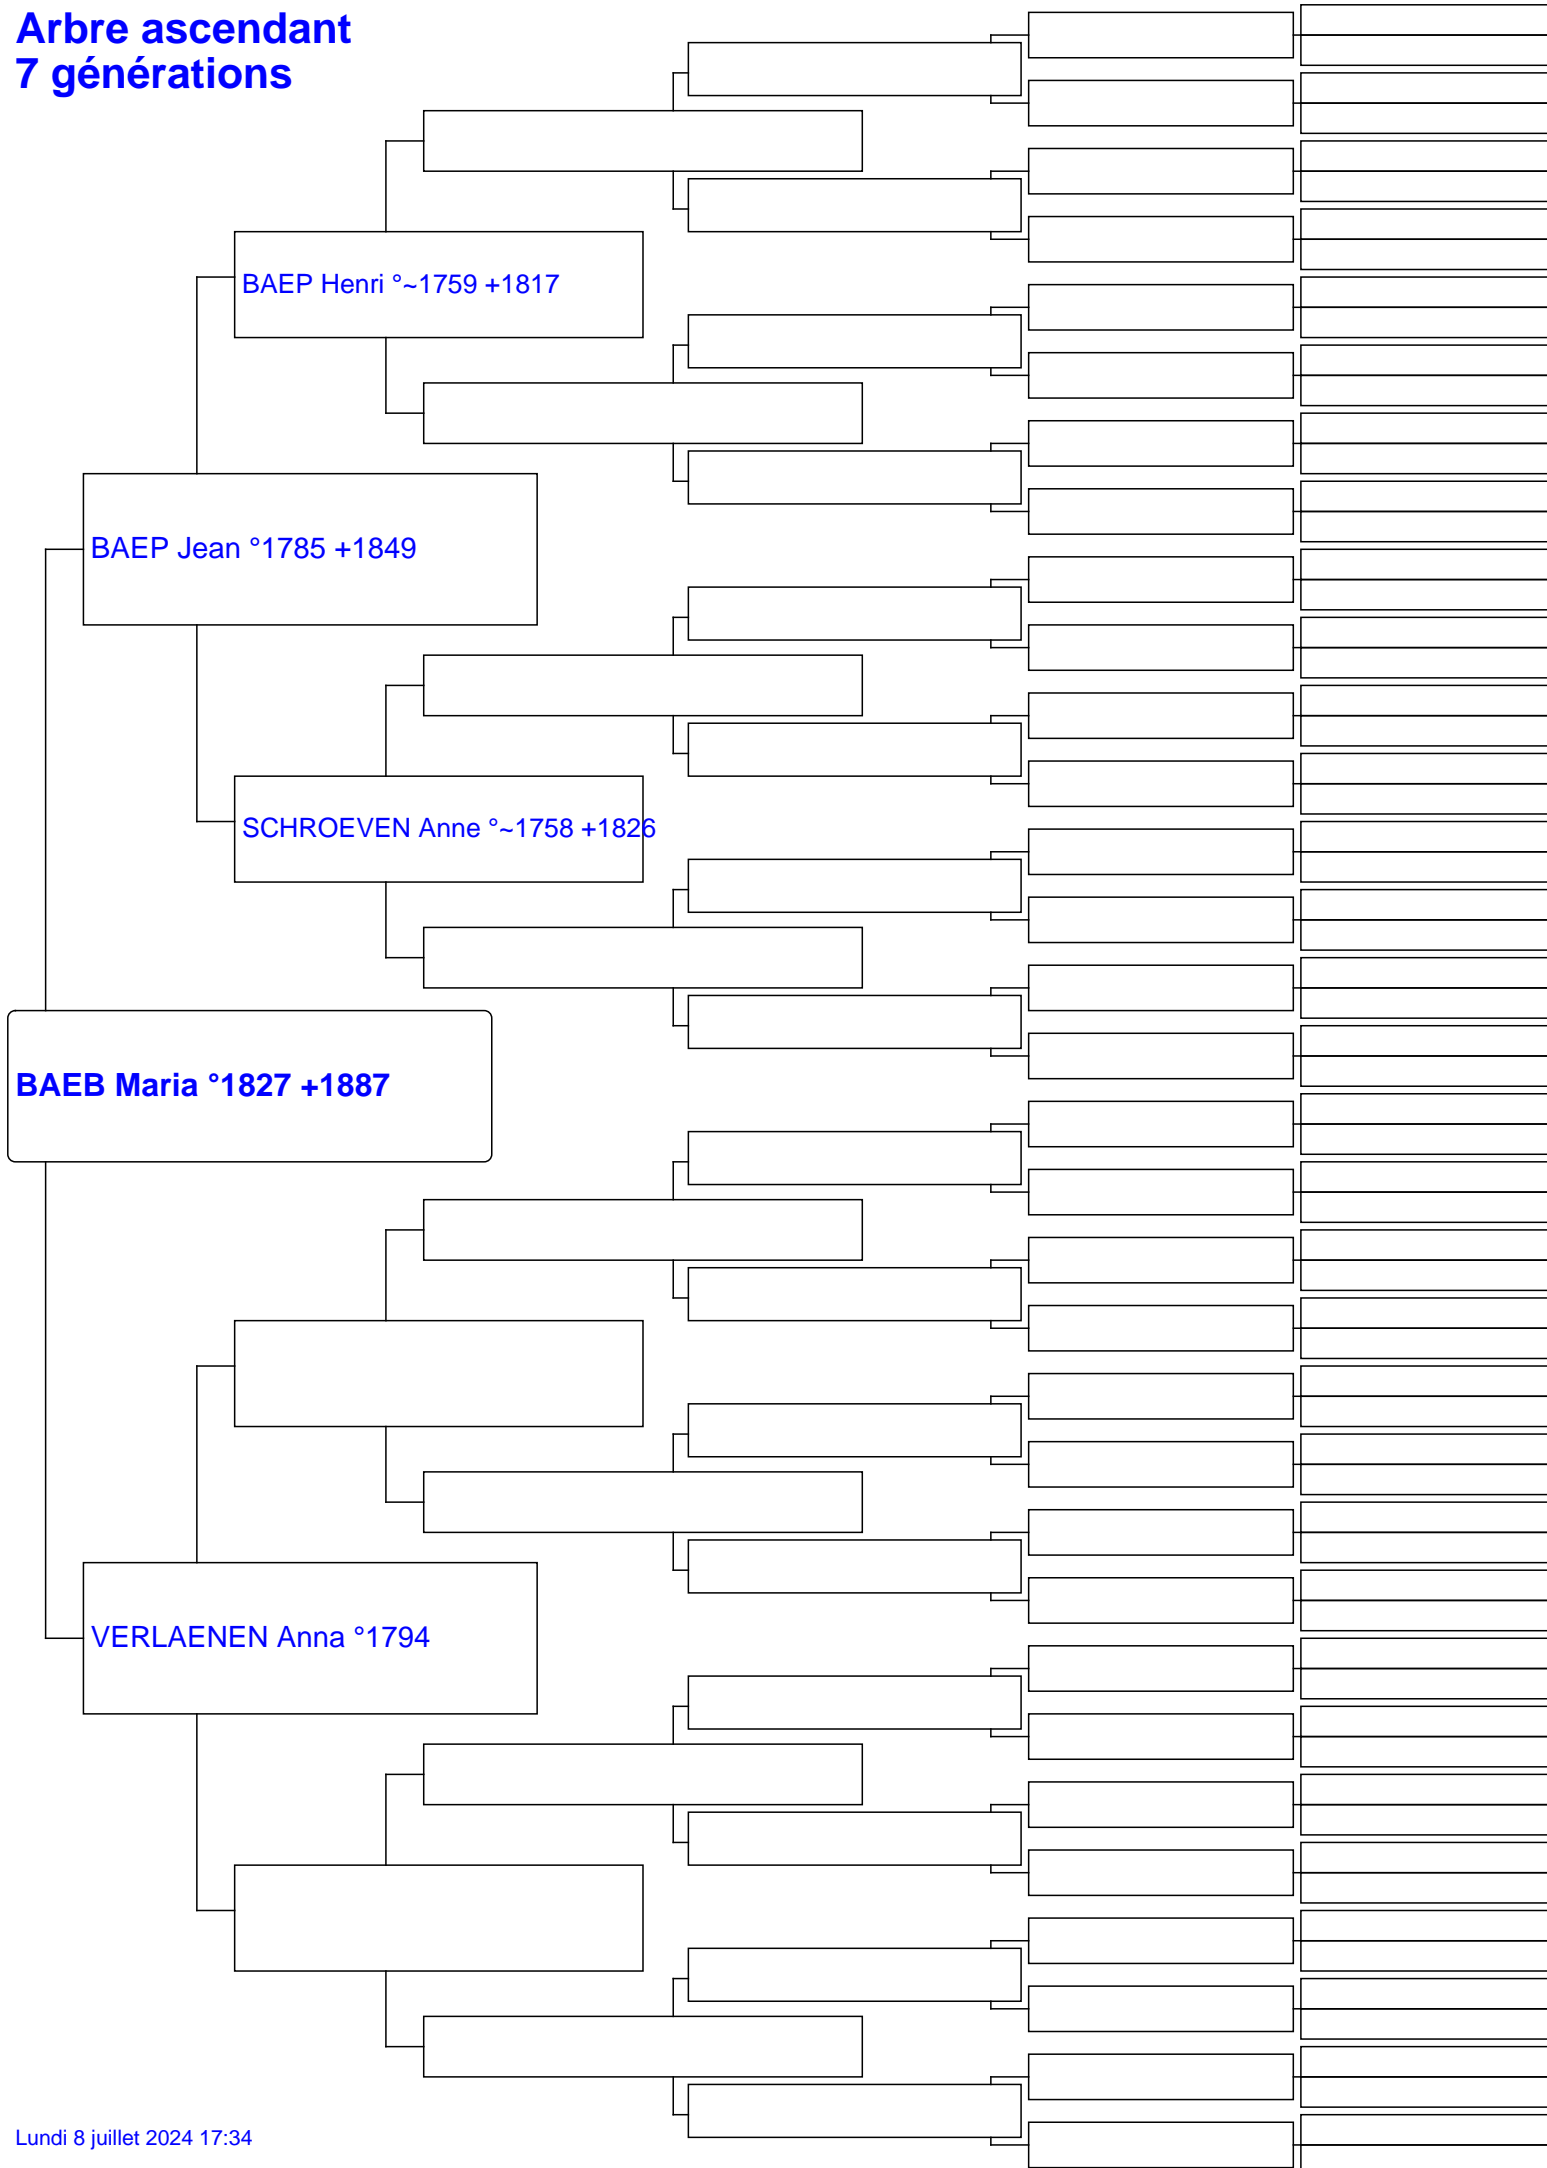 Arbre ascendant
7 générations
BAEP Henri °~1759 +1817
BAEP Jean °1785 +1849
SCHROEVEN Anne °~1758 +1826
BAEB Maria °1827 +1887
VERLAENEN Anna °1794
Lundi 8 juillet 2024 17:34